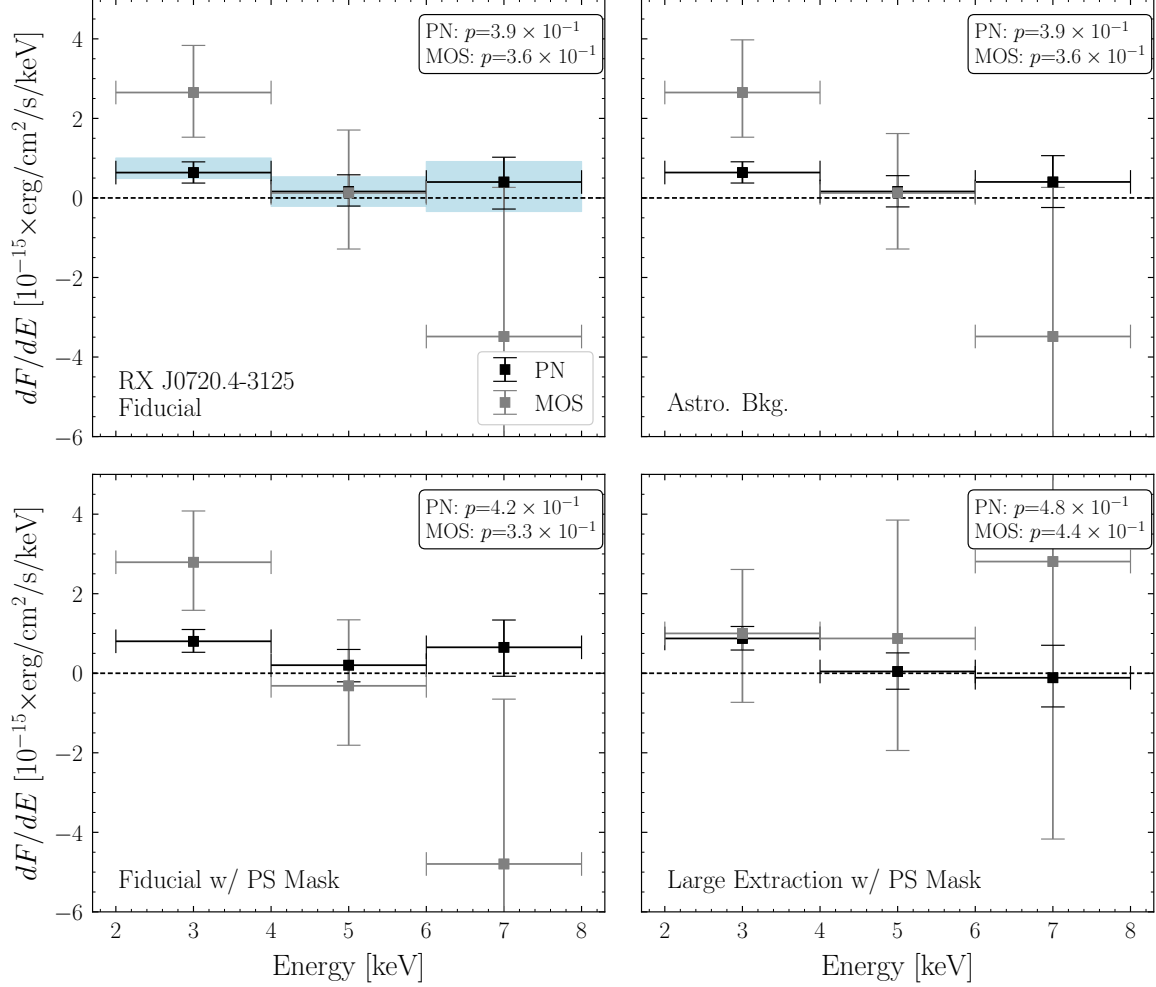 dF/dE [10⁻¹⁵×erg/cm²/s/keV]
4
2
0
−2
−4
−6
PN: p=3.9 × 10⁻¹
MOS: p=3.6 × 10⁻¹
RX J0720.4-3125
Fiducial
PN
MOS
PN: p=3.9 × 10⁻¹
MOS: p=3.6 × 10⁻¹
Astro. Bkg.
dF/dE [10⁻¹⁵×erg/cm²/s/keV]
4
2
0
−2
−4
−6
PN: p=4.2 × 10⁻¹
MOS: p=3.3 × 10⁻¹
Fiducial w/ PS Mask
2 3 4 5 6 7 8
Energy [keV]
PN: p=4.8 × 10⁻¹
MOS: p=4.4 × 10⁻¹
Large Extraction w/ PS Mask
2 3 4 5 6 7 8
Energy [keV]